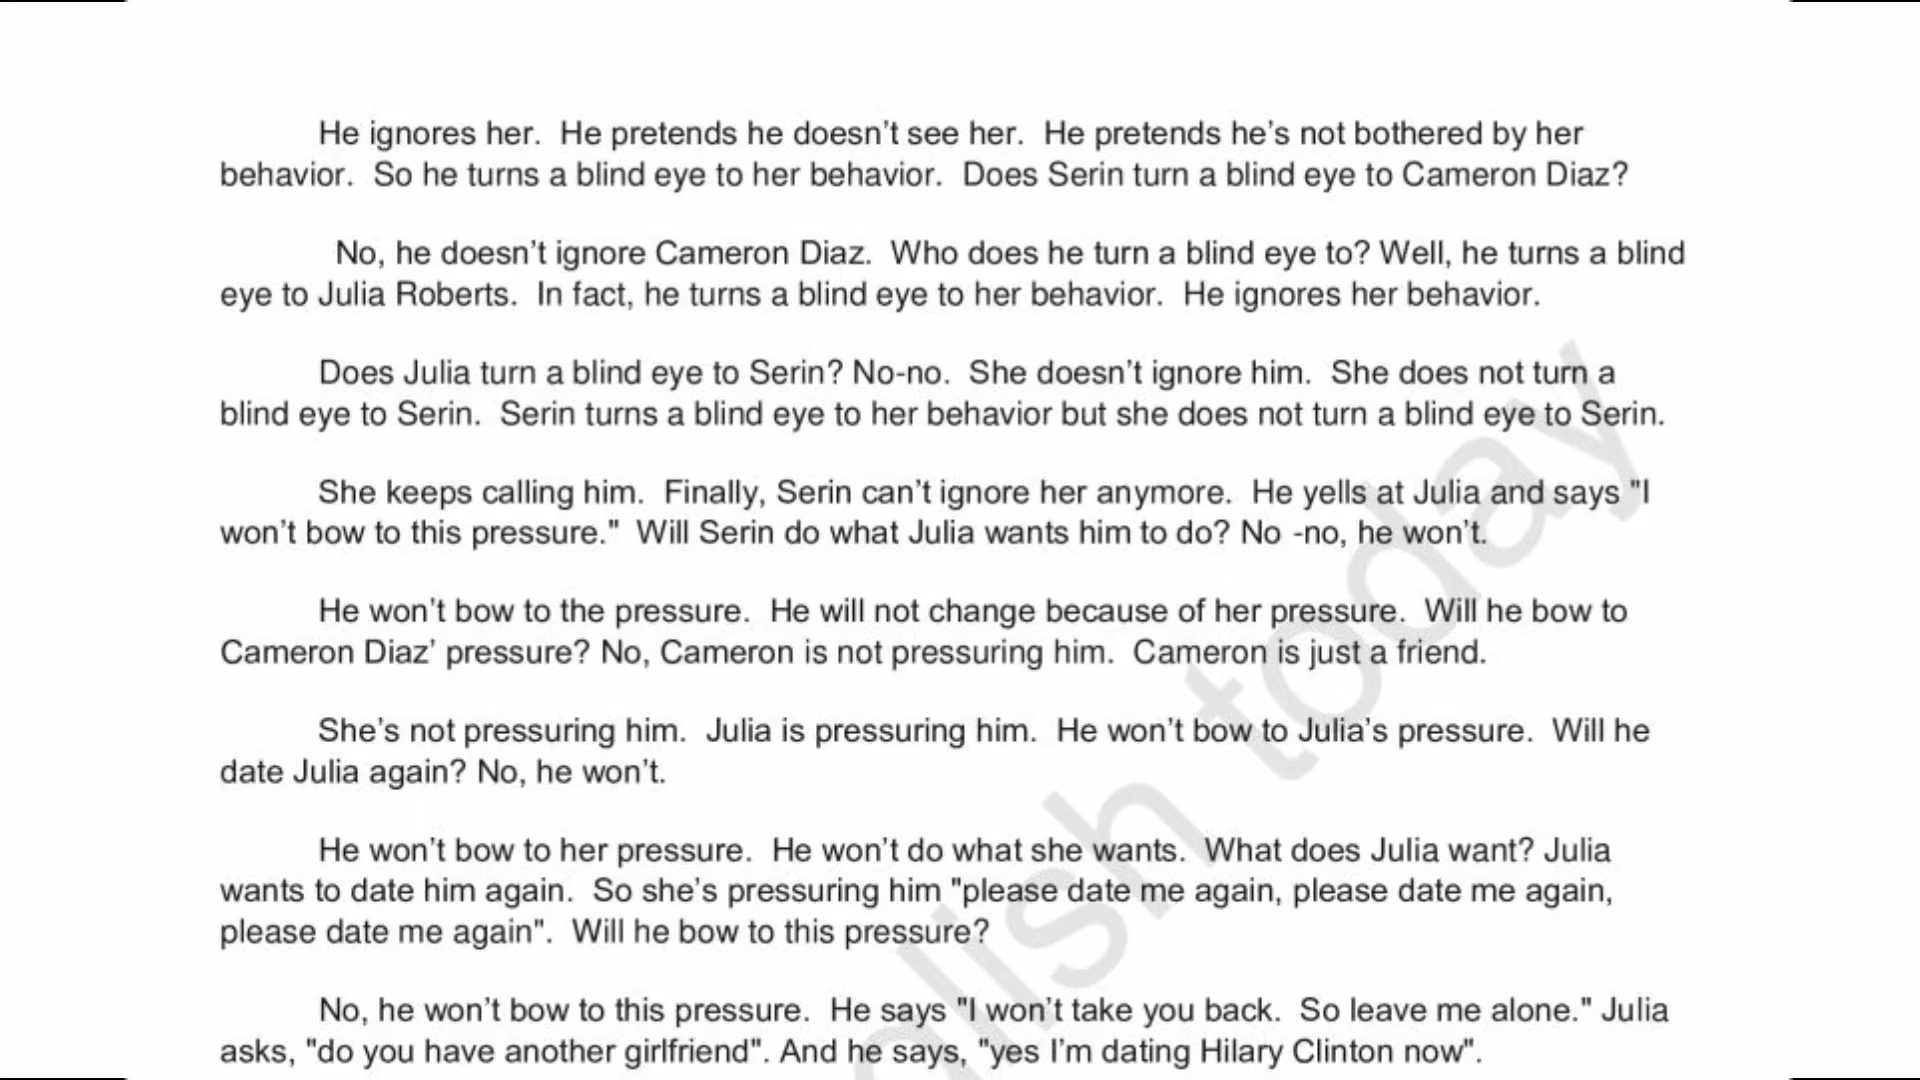 He ignores her.  He pretends he doesn't see her.  He pretends he's not bothered by her
behavior.  So he turns a blind eye to her behavior.  Does Serin turn a blind eye to Cameron Diaz?
No, he doesn't ignore Cameron Diaz.  Who does he turn a blind eye to? Well, he turns a blind
eye to Julia Roberts.  In fact, he turns a blind eye to her behavior.  He ignores her behavior.
Does Julia turn a blind eye to Serin? No-no.  She doesn't ignore him.  She does not turn a
blind eye to Serin.  Serin turns a blind eye to her behavior but she does not turn a blind eye to Serin.
She keeps calling him.  Finally, Serin can't ignore her anymore.  He yells at Julia and says "I
won't bow to this pressure."  Will Serin do what Julia wants him to do? No -no, he won't.
He won't bow to the pressure.  He will not change because of her pressure.  Will he bow to
Cameron Diaz' pressure? No, Cameron is not pressuring him.  Cameron is just a friend.
She's not pressuring him.  Julia is pressuring him.  He won't bow to Julia's pressure.  Will he
date Julia again? No, he won't.
He won't bow to her pressure.  He won't do what she wants.  What does Julia want? Julia
wants to date him again.  So she's pressuring him "please date me again, please date me again,
please date me again".  Will he bow to this pressure?
No, he won't bow to this pressure.  He says "I won't take you back.  So leave me alone." Julia
asks, "do you have another girlfriend". And he says, "yes I'm dating Hilary Clinton now".
glish today